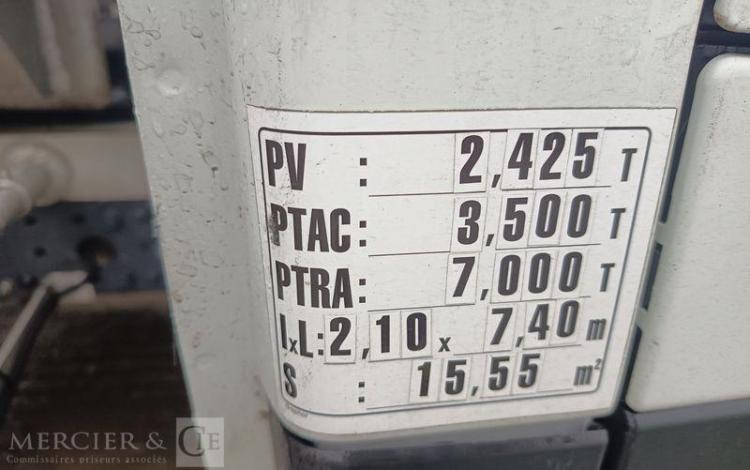 PV : 2,425 T
PTAC: 3,500 T
PTRA: 7,000 T
lxL: 2,10 x 7,40 m
S : 15,55 m²
MERCIER & CIE
Commissaires priseurs associés